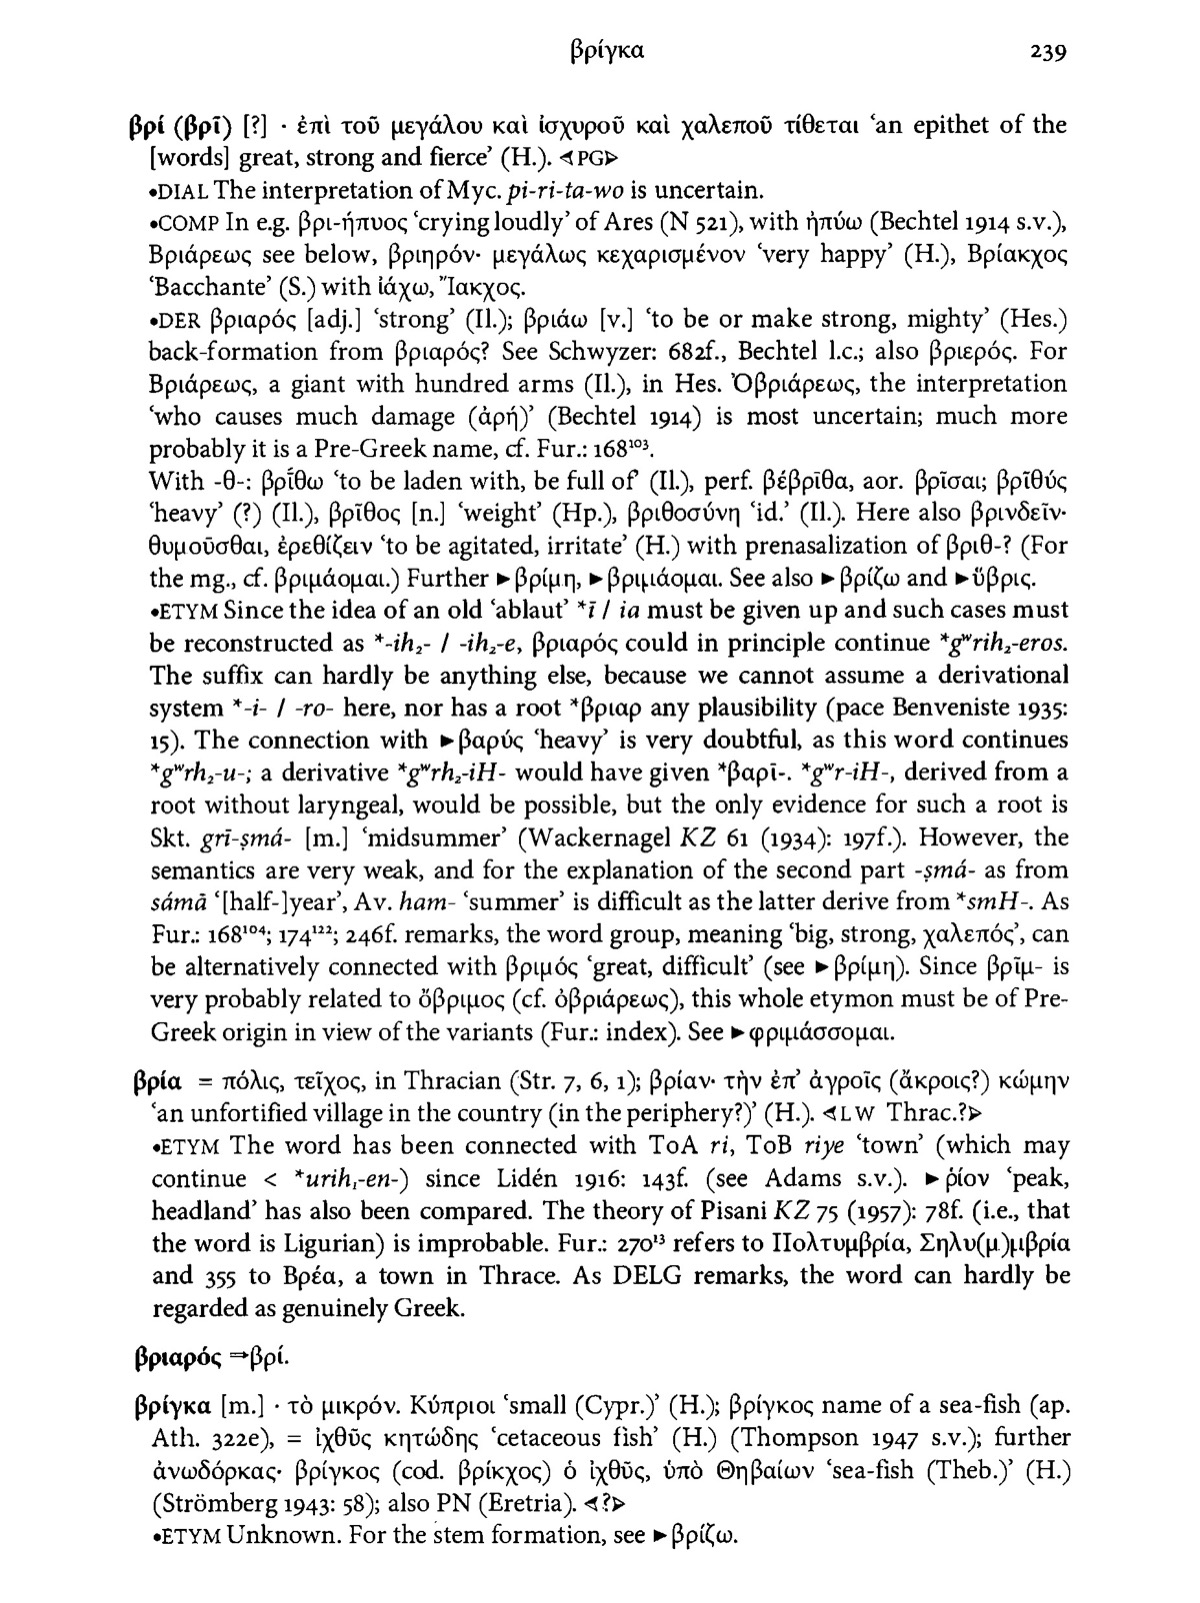 βρίγκα 239
βρί (βρῖ) [?] · ἐπὶ τοῦ μεγάλου καὶ ἰσχυροῦ καὶ χαλεποῦ τίθεται ‘an epithet of the
[words] great, strong and fierce’ (H.). ⊲PG⊳
•DIAL The interpretation of Myc. pi-ri-ta-wo is uncertain.
•COMP In e.g. βρι-ήπυος ‘crying loudly’ of Ares (N 521), with ἠπύω (Bechtel 1914 s.v.),
Βριάρεως see below, βριηρόν· μεγάλως κεχαρισμένον ‘very happy’ (H.), Βρίακχος
‘Bacchante’ (S.) with ἰάχω, Ἴακχος.
•DER βριαρός [adj.] ‘strong’ (Il.); βριάω [v.] ‘to be or make strong, mighty’ (Hes.)
back-formation from βριαρός? See Schwyzer: 682f., Bechtel l.c.; also βριερός. For
Βριάρεως, a giant with hundred arms (Il.), in Hes. Ὀβριάρεως, the interpretation
‘who causes much damage (ἀρή)’ (Bechtel 1914) is most uncertain; much more
probably it is a Pre-Greek name, cf. Fur.: 168¹⁰³.
With -θ-: βρῑ́θω ‘to be laden with, be full of’ (Il.), perf. βέβρῑθα, aor. βρῖσαι; βρῑθύς
‘heavy’ (?) (Il.), βρῖθος [n.] ‘weight’ (Hp.), βριθοσύνη ‘id.’ (Il.). Here also βρινδεῖν·
θυμοῦσθαι, ἐρεθίζειν ‘to be agitated, irritate’ (H.) with prenasalization of βριθ-? (For
the mg., cf. βριμάομαι.) Further ►βρίμη, ►βριμάομαι. See also ►βρίζω and ►ὕβρις.
•ETYM Since the idea of an old ‘ablaut’ *ī / ia must be given up and such cases must
be reconstructed as *-ih₂- / -ih₂-e, βριαρός could in principle continue *gʷrih₂-eros.
The suffix can hardly be anything else, because we cannot assume a derivational
system *-i- / -ro- here, nor has a root *βριαρ any plausibility (pace Benveniste 1935:
15). The connection with ►βαρύς ‘heavy’ is very doubtful, as this word continues
*gʷrh₂-u-; a derivative *gʷrh₂-iH- would have given *βαρῑ-. *gʷr-iH-, derived from a
root without laryngeal, would be possible, but the only evidence for such a root is
Skt. grī-ṣmá- [m.] ‘midsummer’ (Wackernagel KZ 61 (1934): 197f.). However, the
semantics are very weak, and for the explanation of the second part -ṣmá- as from
sámā ‘[half-]year’, Av. ham- ‘summer’ is difficult as the latter derive from *smH-. As
Fur.: 168¹⁰⁴; 174¹²²; 246f. remarks, the word group, meaning ‘big, strong, χαλεπός’, can
be alternatively connected with βριμός ‘great, difficult’ (see ►βρίμη). Since βρῑμ- is
very probably related to ὄβριμος (cf. ὀβριάρεως), this whole etymon must be of Pre-
Greek origin in view of the variants (Fur.: index). See ►φριμάσσομαι.
βρία = πόλις, τεῖχος, in Thracian (Str. 7, 6, 1); βρίαν· τὴν ἐπ’ ἀγροῖς (ἄκροις?) κώμην
‘an unfortified village in the country (in the periphery?)’ (H.). ⊲LW Thrac.?⊳
•ETYM The word has been connected with ToA ri, ToB riye ‘town’ (which may
continue < *urih₁-en-) since Lidén 1916: 143f. (see Adams s.v.). ►ῥίον ‘peak,
headland’ has also been compared. The theory of Pisani KZ 75 (1957): 78f. (i.e., that
the word is Ligurian) is improbable. Fur.: 270¹³ refers to Πολτυμβρία, Σηλυ(μ)μβρία
and 355 to Βρέα, a town in Thrace. As DELG remarks, the word can hardly be
regarded as genuinely Greek.
βριαρός ⇒βρί.
βρίγκα [m.] · τὸ μικρόν. Κύπριοι ‘small (Cypr.)’ (H.); βρίγκος name of a sea-fish (ap.
Ath. 322e), = ἰχθῦς κητώδης ‘cetaceous fish’ (H.) (Thompson 1947 s.v.); further
ἀνωδόρκας· βρίγκος (cod. βρίκχος) ὁ ἰχθῦς, ὑπὸ Θηβαίων ‘sea-fish (Theb.)’ (H.)
(Strömberg 1943: 58); also PN (Eretria). ⊲?⊳
•ETYM Unknown. For the stem formation, see ►βρίζω.